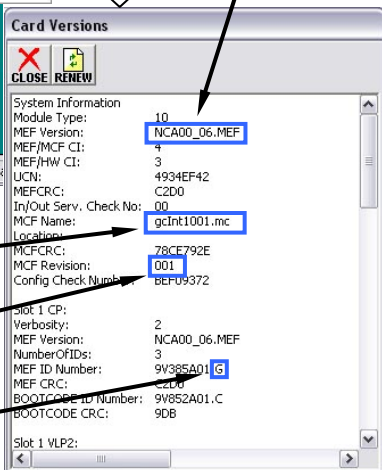 Card Versions
CLOSE RENEW
System Information
Module Type: 10
MEF Version: NCA00_06.MEF
MEF/MCF CI: 4
MEF/HW CI: 3
UCN: 4934EF42
MEFCRC: C2D0
In/Out Serv. Check No: 00
MCF Name: gcInt1001.mc
Location:
MCFCRC: 78CE792E
MCF Revision: 001
Config Check Number: BEF09372
Slot 1 CP:
Verbosity: 2
MEF Version: NCA00_06.MEF
NumberOfIDs: 3
MEF ID Number: 9V385A01.G
MEF CRC: C2D0
BOOTCODE ID Number: 9V852A01.C
BOOTCODE CRC: 9DB
Slot 1 VLP2: